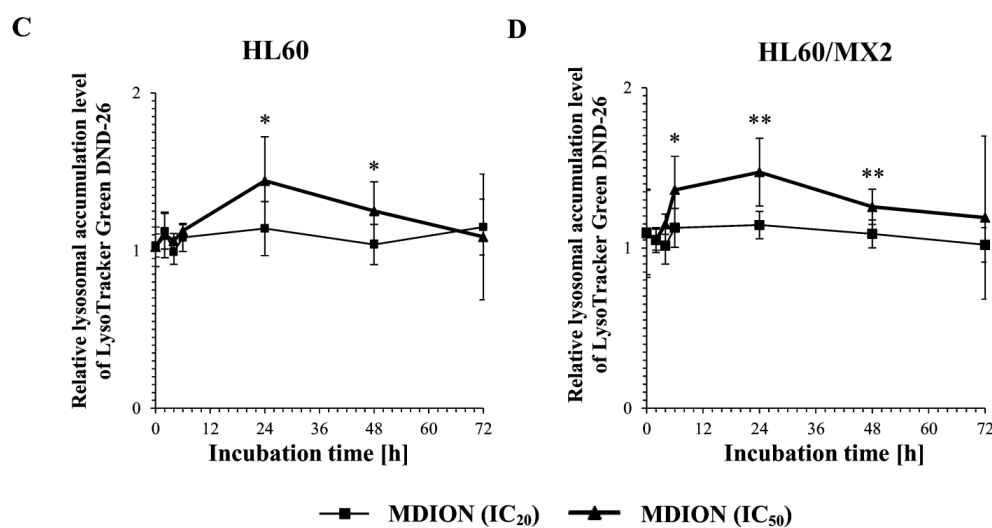 C
HL60
Relative lysosomal accumulation level
of LysoTracker Green DND-26
2
1
0
*
*
0 12 24 36 48 60 72
Incubation time [h]
D
HL60/MX2
Relative lysosomal accumulation level
of LysoTracker Green DND-26
2
1
0
*
**
**
0 12 24 36 48 60 72
Incubation time [h]
MDION (IC20) MDION (IC50)